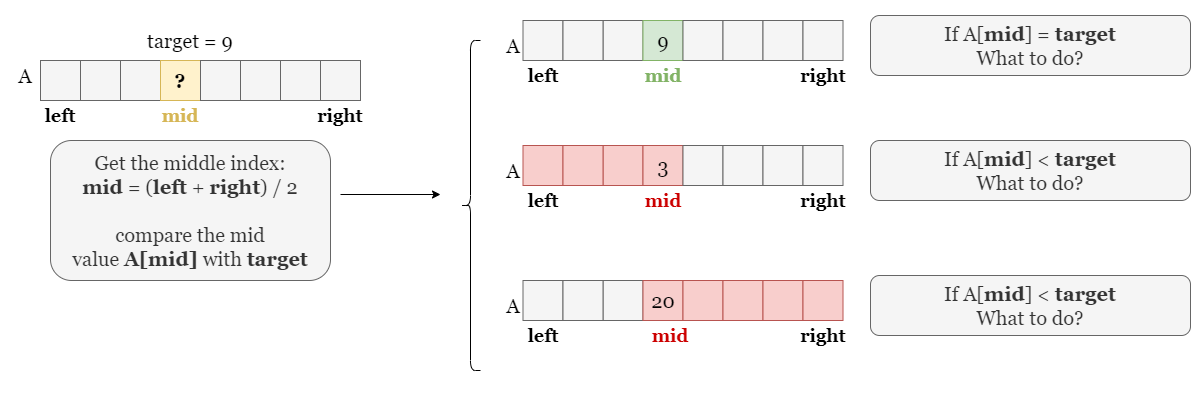 target = 9
A
?
left mid right
Get the middle index:
mid = (left + right) / 2
compare the mid
value A[mid] with target
A
9
left mid right
If A[mid] = target
What to do?
A
3
left mid right
If A[mid] < target
What to do?
A
20
left mid right
If A[mid] < target
What to do?